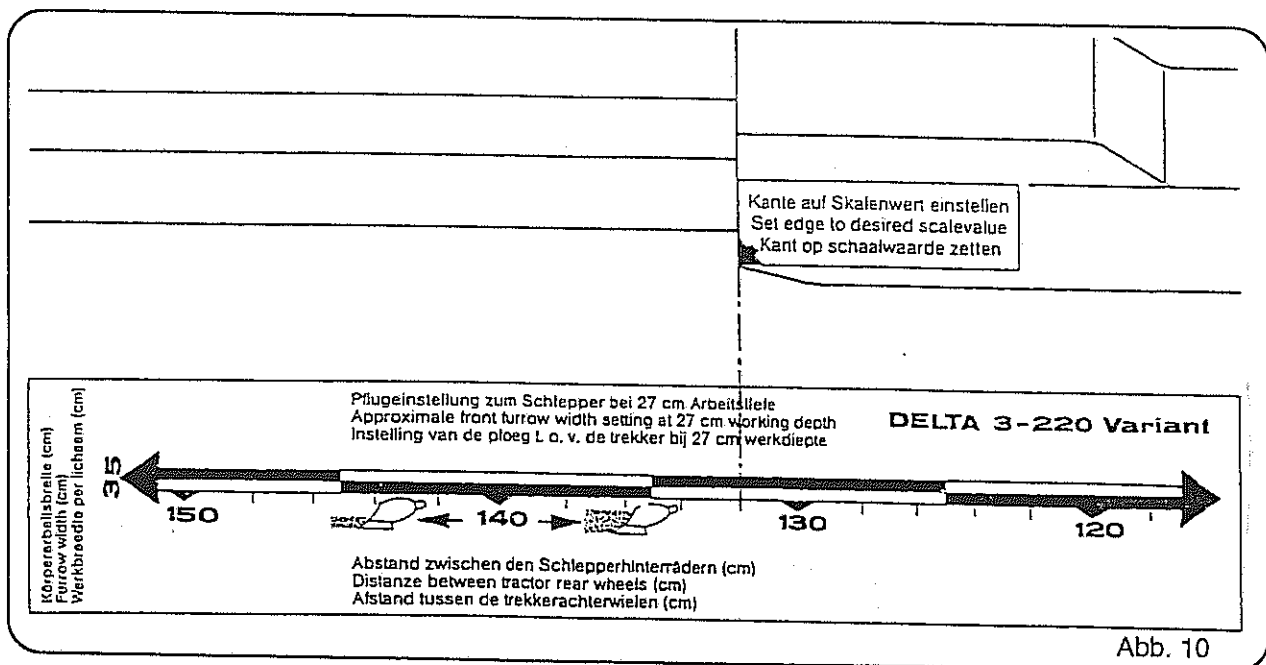 Kante auf Skalenwert einstellen
Set edge to desired scalevalue
Kant op schaalwaarde zetten
Pflugeinstellung zum Schlepper bei 27 cm Arbeitstiefe
Approximale front furrow width setting at 27 cm working depth
Instelling van de ploeg t. o. v. de trekker bij 27 cm werkdiepte
DELTA 3-220 Variant
Körperarbeitsbreite (cm)
Furrow width (cm)
Werkbreedte per lichaam (cm)
35
150
140
130
120
Abstand zwischen den Schlepperhinterrädern (cm)
Distanze between tractor rear wheels (cm)
Afstand tussen de trekkerachterwielen (cm)
Abb. 10